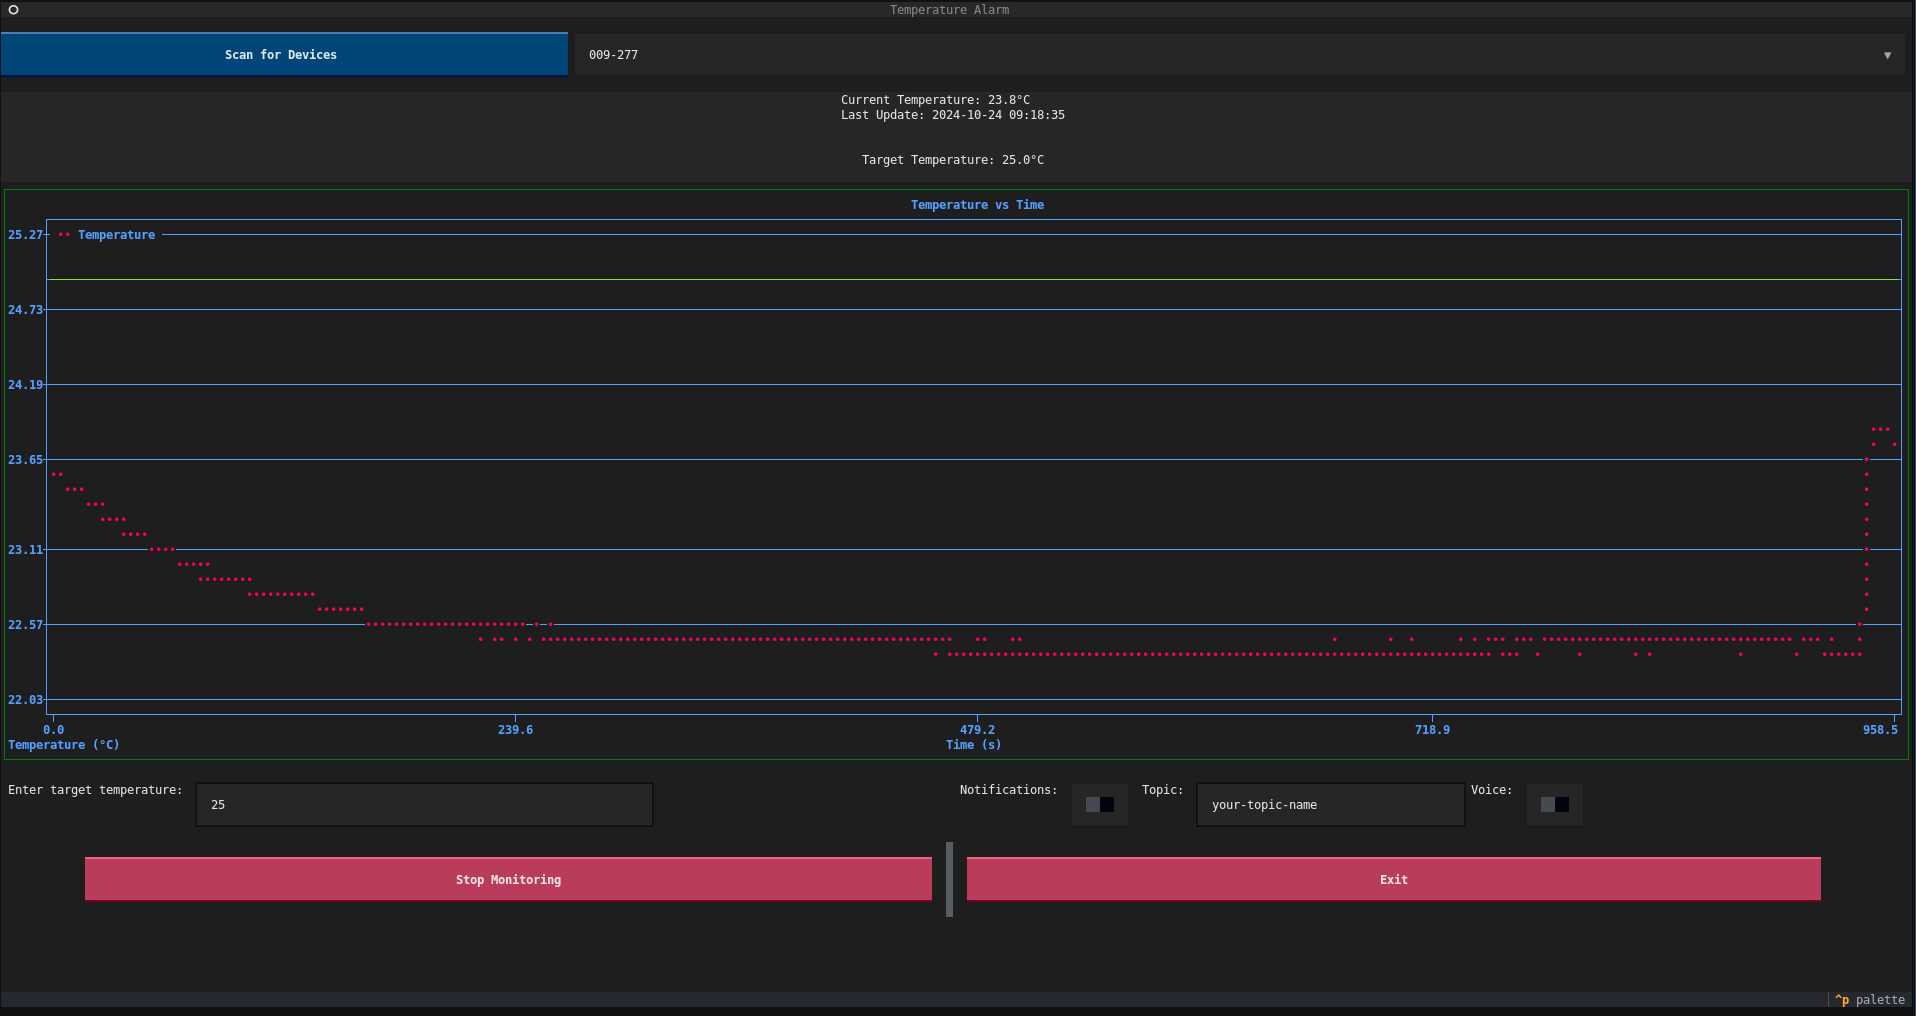 Temperature Alarm
Scan for Devices
009-277 ▼
Current Temperature: 23.8°C
Last Update: 2024-10-24 09:18:35
Target Temperature: 25.0°C
Temperature vs Time
25.27
Temperature
24.73
24.19
23.65
23.11
22.57
22.03
0.0 239.6 479.2 718.9 958.5
Temperature (°C) Time (s)
Enter target temperature: 25 Notifications: Topic: your-topic-name Voice:
Stop Monitoring Exit
^p palette